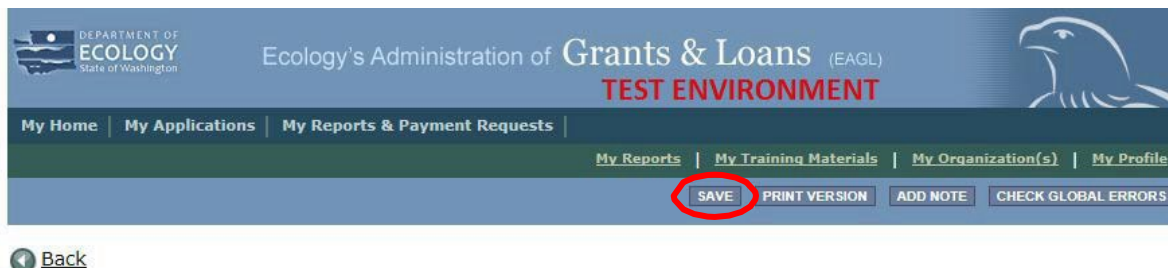 DEPARTMENT OF
ECOLOGY
State of Washington
Ecology's Administration of Grants & Loans (EAGL)
TEST ENVIRONMENT
My Home | My Applications | My Reports & Payment Requests |
My Reports | My Training Materials | My Organization(s) | My Profile
SAVE PRINT VERSION ADD NOTE CHECK GLOBAL ERRORS
Back